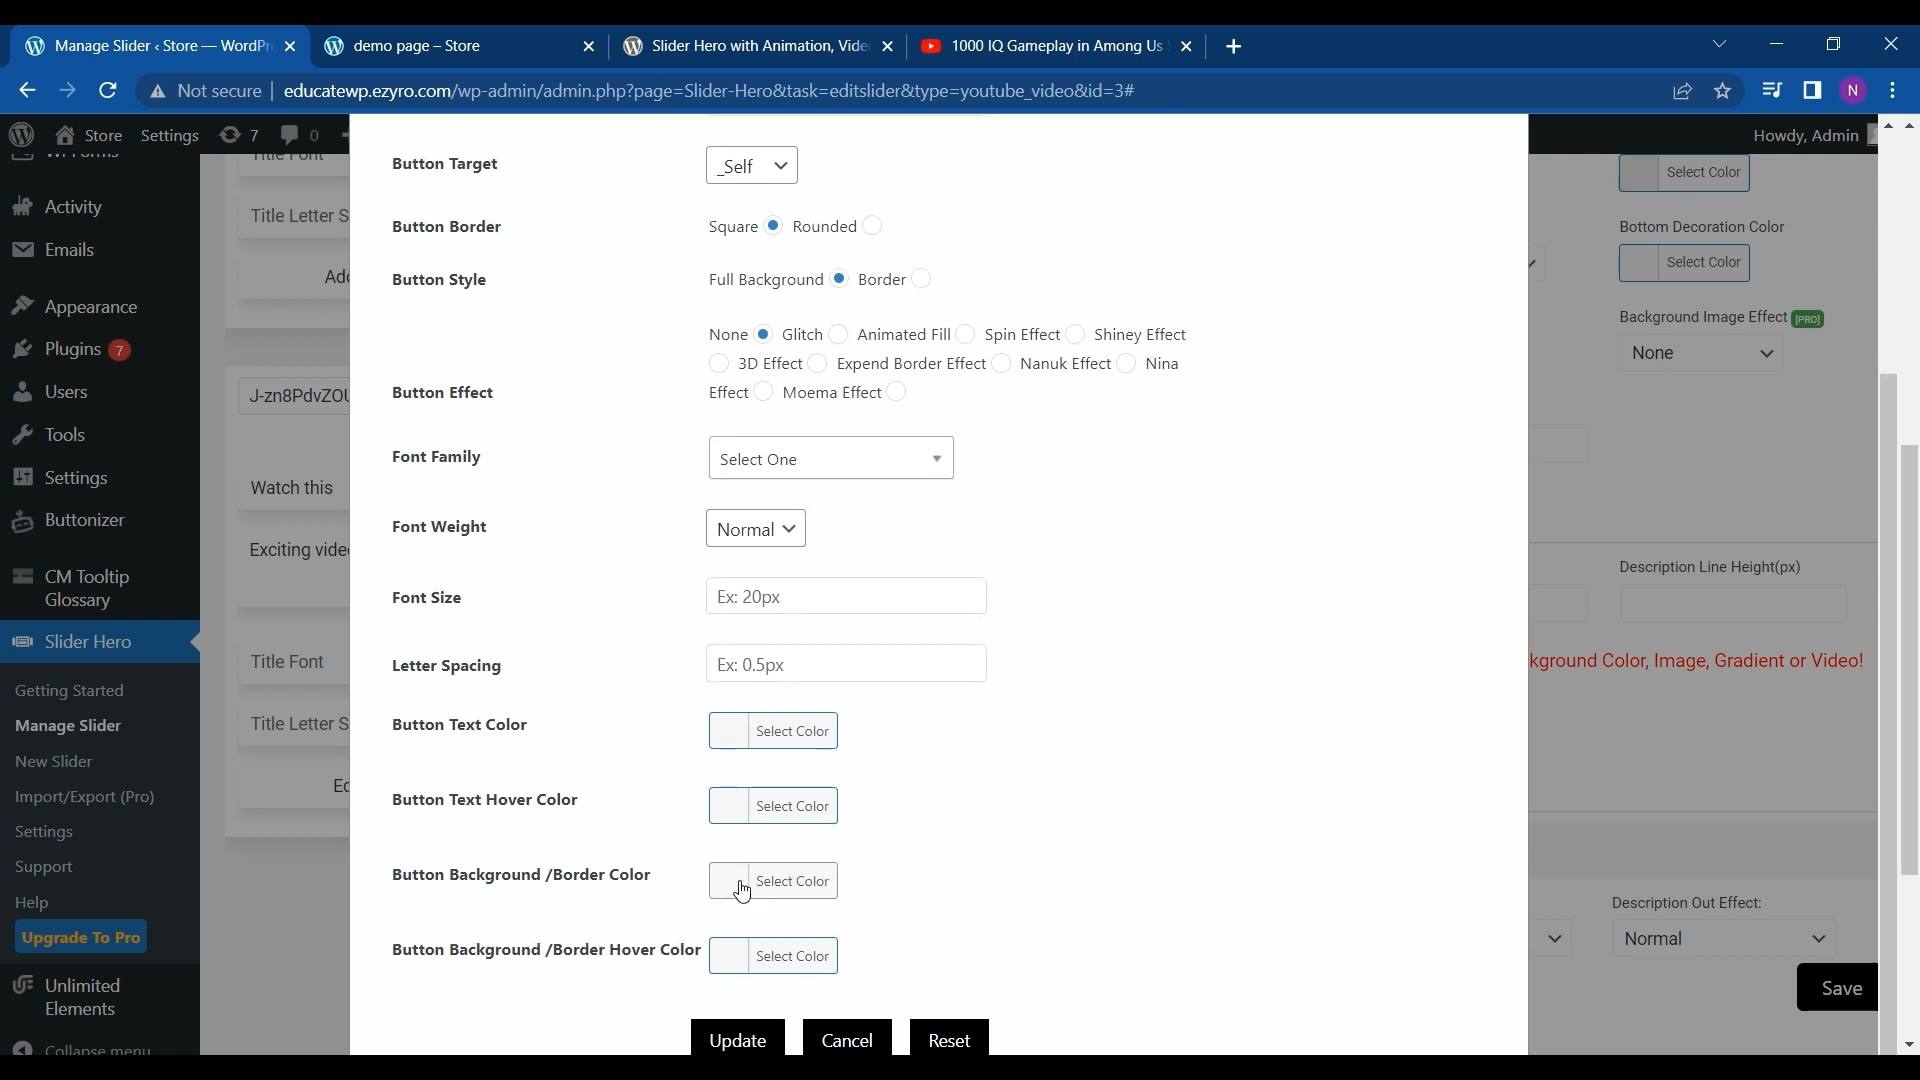 Manage Slider ‹ Store — WordPr
demo page – Store
Slider Hero with Animation, Vide
1000 IQ Gameplay in Among Us
Not secure
educatewp.ezyro.com/wp-admin/admin.php?page=Slider-Hero&task=editslider&type=youtube_video&id=3#
N
Store
Settings
7
0
Howdy, Admin
Activity
Emails
Appearance
Plugins 7
Users
Tools
Settings
Buttonizer
CM Tooltip
Glossary
Slider Hero
Getting Started
Manage Slider
New Slider
Import/Export (Pro)
Settings
Support
Help
Upgrade To Pro
Unlimited
Elements
Collapse menu
Title Font
Title Letter S
Add
J-zn8PdvZOU
Watch this
Exciting vide
Title Font
Title Letter S
Ed
Button Target
_Self
Button Border
Square Rounded
Button Style
Full Background Border
None Glitch Animated Fill Spin Effect Shiney Effect
3D Effect Expend Border Effect Nanuk Effect Nina
Button Effect
Effect Moema Effect
Font Family
Select One
Font Weight
Normal
Font Size
Ex: 20px
Letter Spacing
Ex: 0.5px
Button Text Color
Select Color
Button Text Hover Color
Select Color
Button Background /Border Color
Select Color
Button Background /Border Hover Color
Select Color
Update
Cancel
Reset
Select Color
Bottom Decoration Color
Select Color
Background Image Effect [PRO]
None
Description Line Height(px)
kground Color, Image, Gradient or Video!
Description Out Effect:
Normal
Save